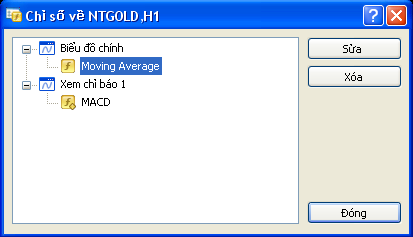 Chỉ số về NTGOLD,H1
Biểu đồ chính
Moving Average
Xem chỉ báo 1
MACD
Sửa
Xóa
Đóng